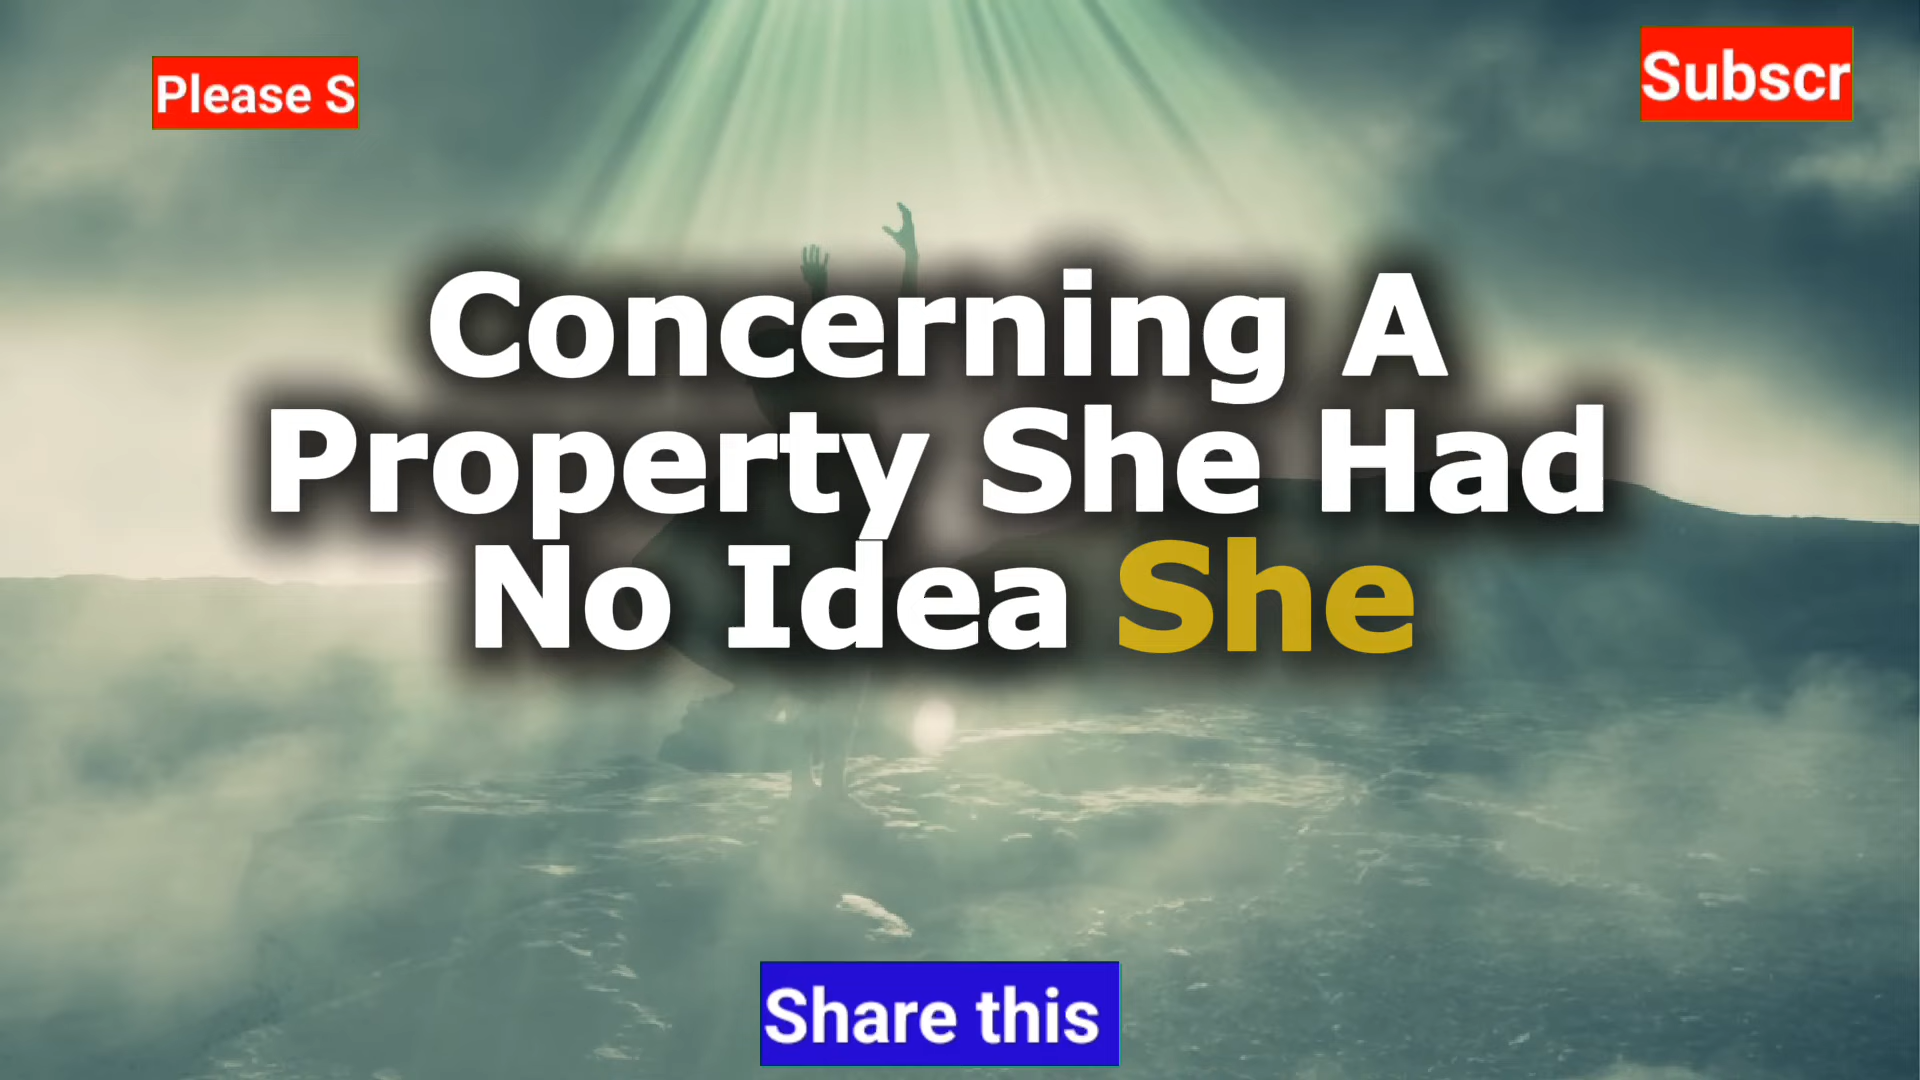 Please S
Subscr
Concerning A
Property She Had
No Idea She
Share this